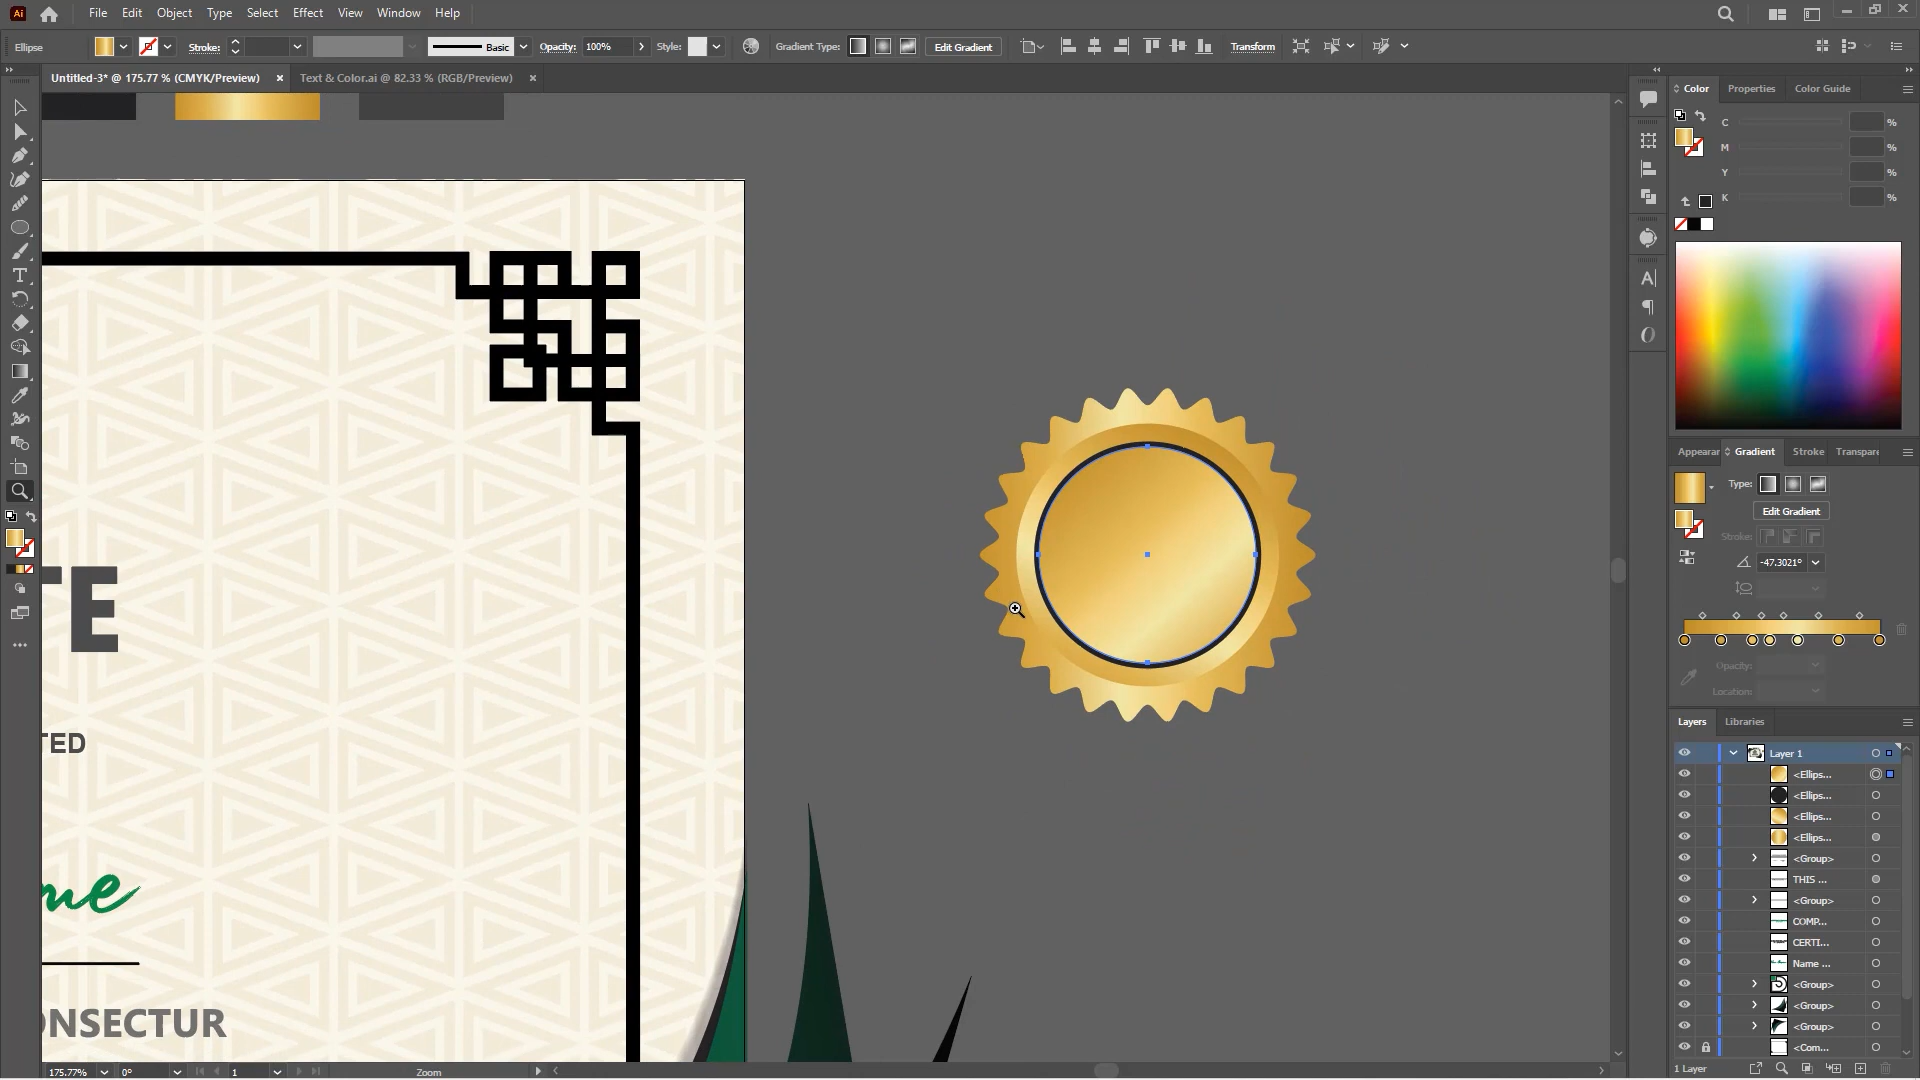 Ai File Edit Object Type Select Effect View Window Help
Ellipse Stroke: Basic Opacity: 100% Style: Gradient Type: Edit Gradient Transform
Untitled-3* @ 175.77 % (CMYK/Preview) × Text & Color.ai @ 82.33 % (RGB/Preview) ×
Color Properties Color Guide
C %
M %
Y %
K %
TE
TED
me
ONSECTUR
Appearar Gradient Stroke Transpare
Type:
Edit Gradient
Stroke:
-47.3021°
Opacity:
Location:
Layers Libraries
Layer 1
<Ellips...
<Ellips...
<Ellips...
<Ellips...
<Group>
THIS ...
<Group>
COMP...
CERTI...
Name ...
<Group>
<Group>
<Group>
<Com...
1 Layer
175.77% 0° 1 Zoom